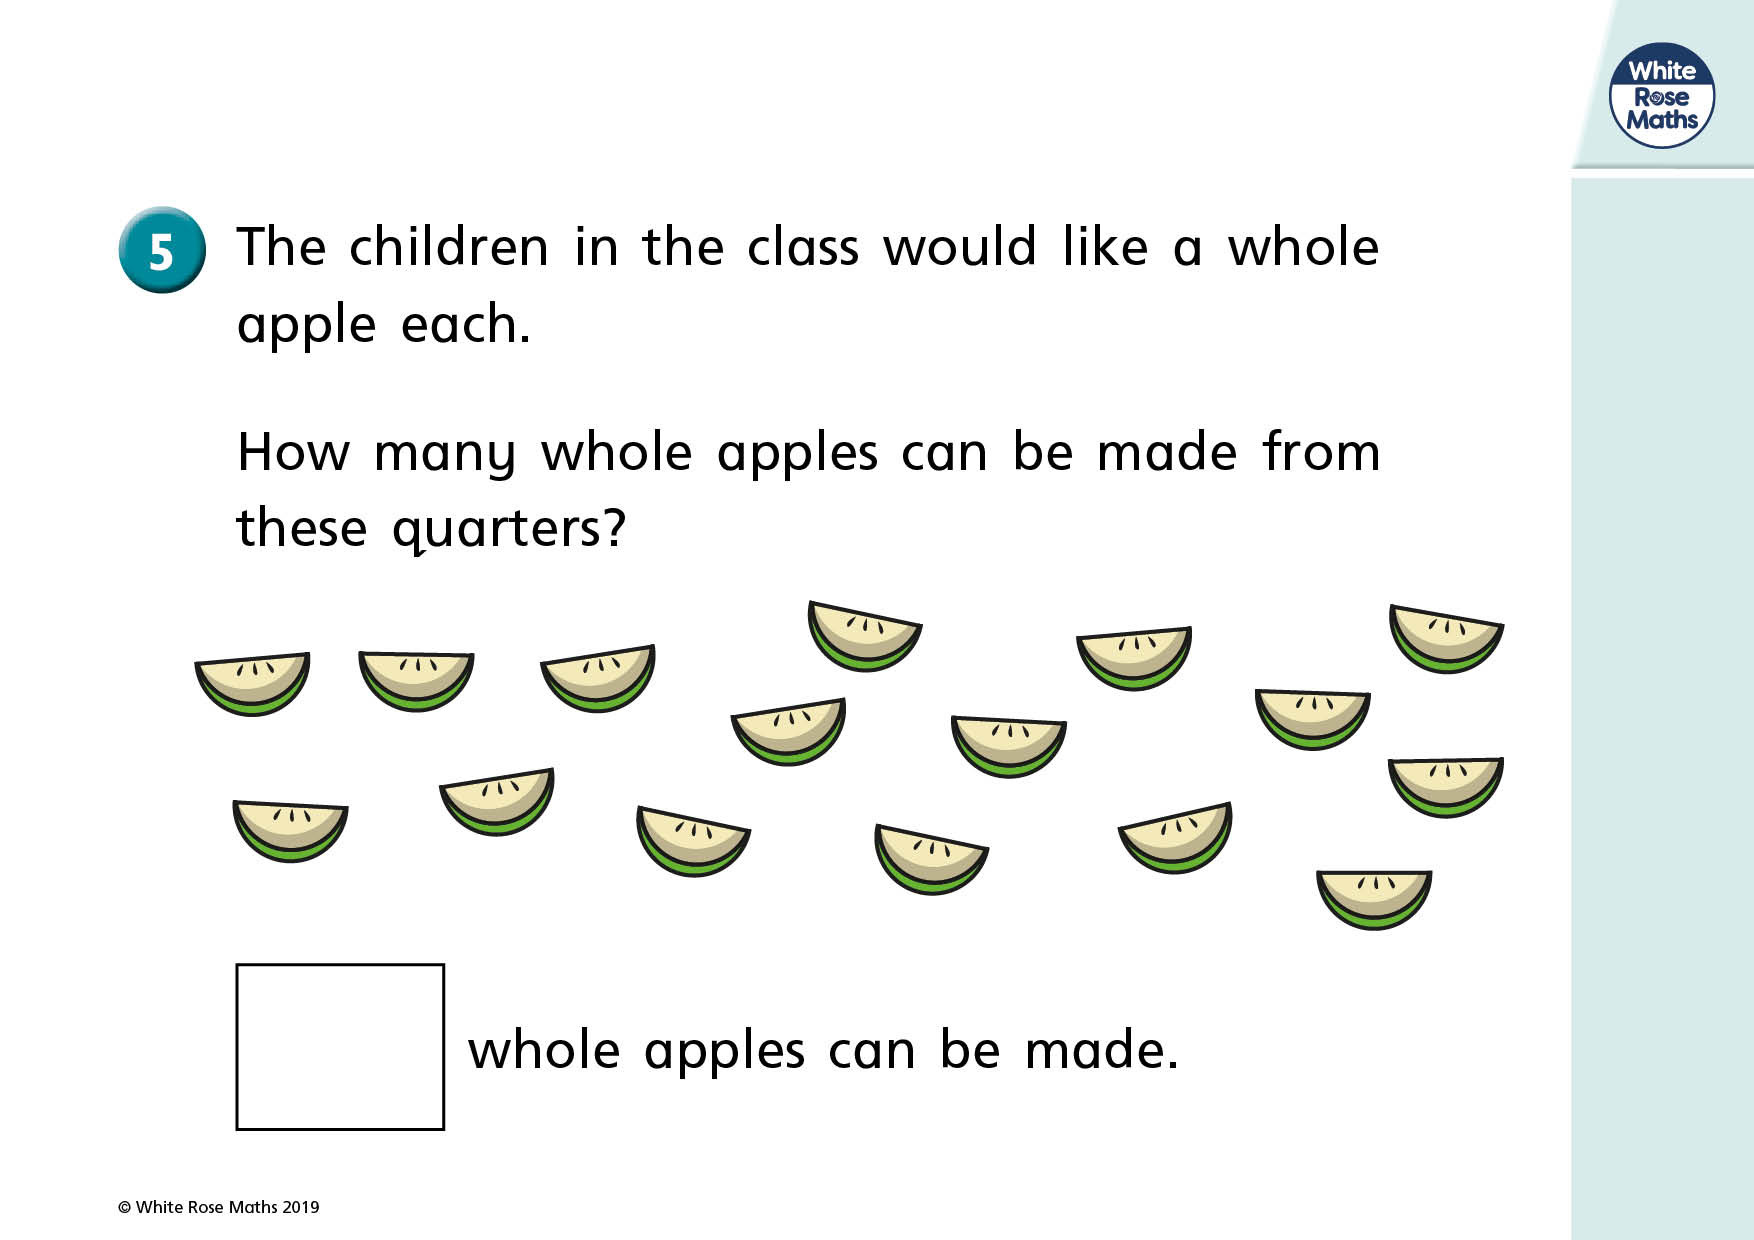 White
Rose
Maths
5 The children in the class would like a whole
apple each.
How many whole apples can be made from
these quarters?
whole apples can be made.
© White Rose Maths 2019